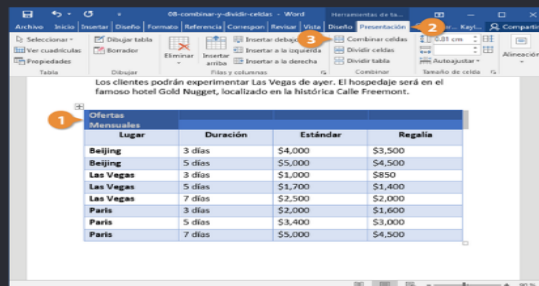 08-combinar-y-dividir-celdas - Word
Herramientas de ta...
Archivo Inicio Insertar Diseño Formato Referencia Correspon Revisar Vista Diseño Presentación
Kayl... Compartir
2
Seleccionar
Ver cuadrículas
Propiedades
Tabla
Dibujar tabla
Borrador
Dibujar
Eliminar
Insertar arriba
Insertar debajo
Insertar a la izquierda
Insertar a la derecha
Filas y columnas
3
Combinar celdas
Dividir celdas
Dividir tabla
Combinar
0.81 cm
Autoajustar
Tamaño de celda
Alineación
Los clientes podrán experimentar Las Vegas de ayer. El hospedaje será en el
famoso hotel Gold Nugget, localizado en la histórica Calle Freemont.
1
Ofertas
Mensuales
Lugar Duración Estándar Regalía
Beijing 3 días $4,000 $3,500
Beijing 5 días $5,000 $4,500
Las Vegas 3 días $1,000 $850
Las Vegas 5 días $1,700 $1,400
Las Vegas 7 días $2,500 $2,000
Paris 3 días $2,000 $1,600
Paris 5 días $3,400 $3,000
Paris 7 días $5,000 $4,500